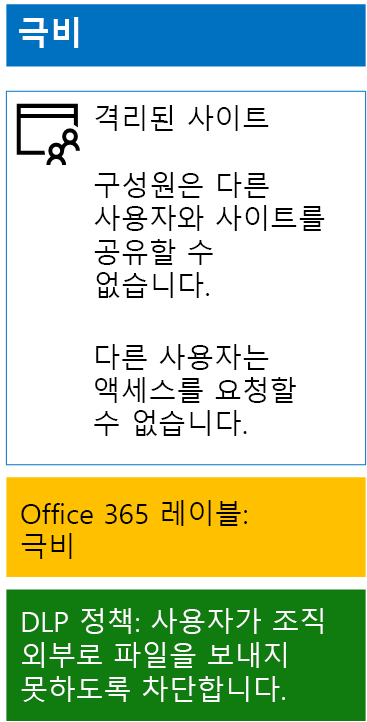 극비
격리된 사이트
구성원은 다른
사용자와 사이트를
공유할 수
없습니다.
다른 사용자는
액세스를 요청할
수 없습니다.
Office 365 레이블:
극비
DLP 정책: 사용자가 조직
외부로 파일을 보내지
못하도록 차단합니다.